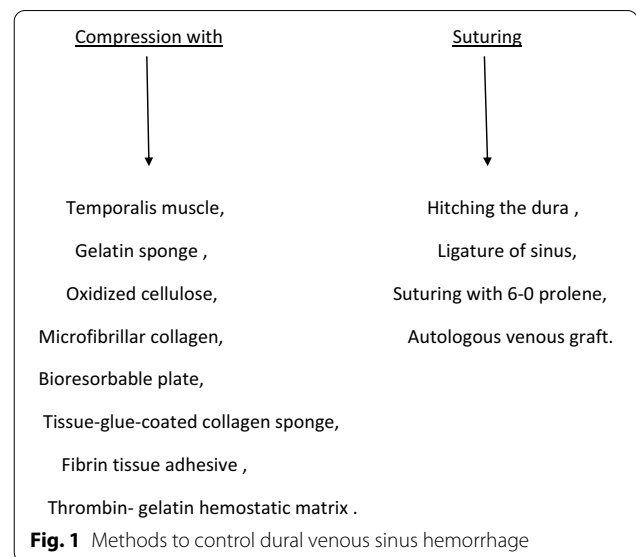 Compression with
Suturing
Temporalis muscle,
Gelatin sponge ,
Oxidized cellulose,
Microfibrillar collagen,
Bioresorbable plate,
Tissue-glue-coated collagen sponge,
Fibrin tissue adhesive ,
Thrombin- gelatin hemostatic matrix .
Hitching the dura ,
Ligature of sinus,
Suturing with 6-0 prolene,
Autologous venous graft.
Fig. 1 Methods to control dural venous sinus hemorrhage